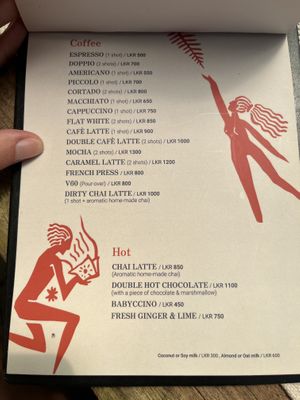 Coffee
ESPRESSO (1 shot) / LKR 500
DOPPIO (2 shots) / LKR 700
AMERICANO (1 shot) / LKR 550
PICCOLO (1 shot) / LKR 700
CORTADO (2 shots) / LKR 800
MACCHIATO (1 shot) / LKR 650
CAPPUCCINO (1 shot) / LKR 750
FLAT WHITE (2 shots) / LKR 850
CAFÈ LATTE (1 shot) / LKR 900
DOUBLE CAFÈ LATTE (2 shots) / LKR 1000
MOCHA (2 shots) / LKR 1300
CARAMEL LATTE (2 shots) / LKR 1200
FRENCH PRESS / LKR 800
V60 (Pour over) / LKR 800
DIRTY CHAI LATTE / LKR 1000
(1 shot + aromatic home-made chai)
Hot
CHAI LATTE / LKR 850
(Aromatic home-made chai)
DOUBLE HOT CHOCOLATE / LKR 1100
(with a piece of chocolate & marshmallow)
BABYCCINO / LKR 450
FRESH GINGER & LIME / LKR 750
Coconut or Soy milk / LKR 300 , Almond or Oat milk / LKR 600